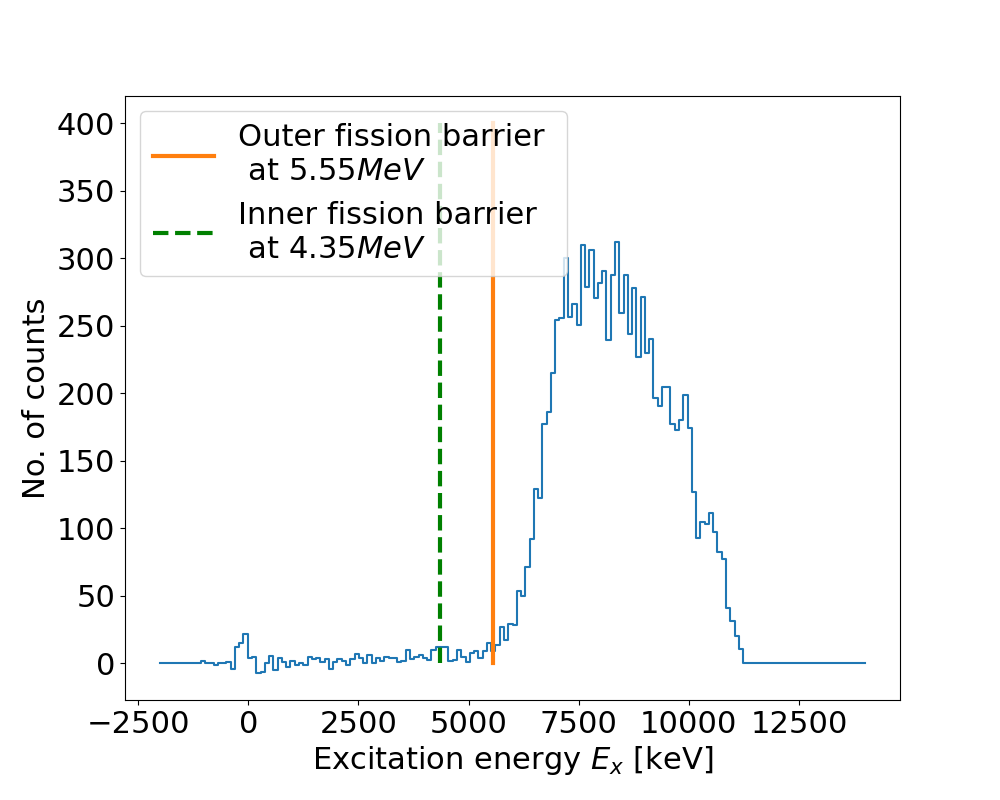 Outer fission barrier
at 5.55MeV
Inner fission barrier
at 4.35MeV
400
350
300
250
200
150
100
50
0
No. of counts
−2500 0 2500 5000 7500 10000 12500
Excitation energy Eₓ [keV]